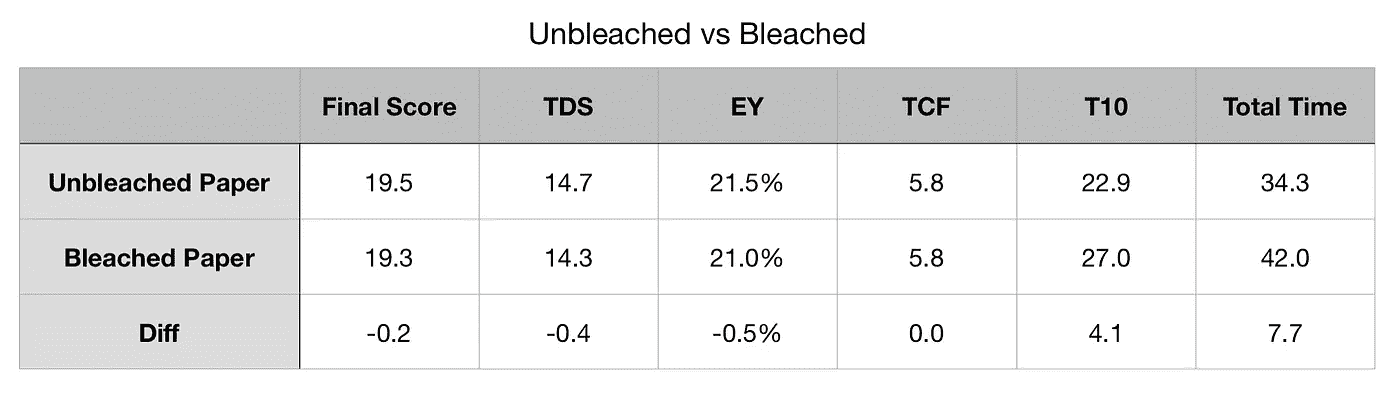 Unbleached vs Bleached
Final Score TDS EY TCF T10 Total Time
Unbleached Paper 19.5 14.7 21.5% 5.8 22.9 34.3
Bleached Paper 19.3 14.3 21.0% 5.8 27.0 42.0
Diff -0.2 -0.4 -0.5% 0.0 4.1 7.7